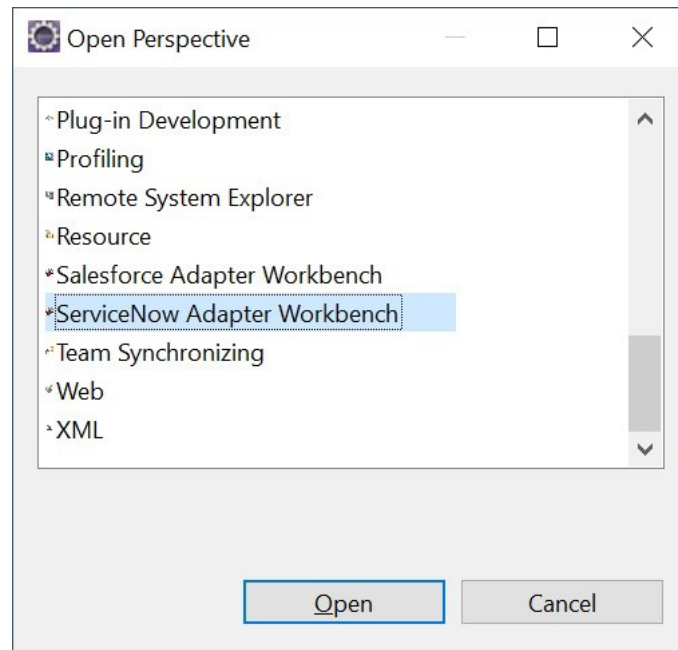 Open Perspective
Plug-in Development
Profiling
Remote System Explorer
Resource
Salesforce Adapter Workbench
ServiceNow Adapter Workbench
Team Synchronizing
Web
XML
Open
Cancel